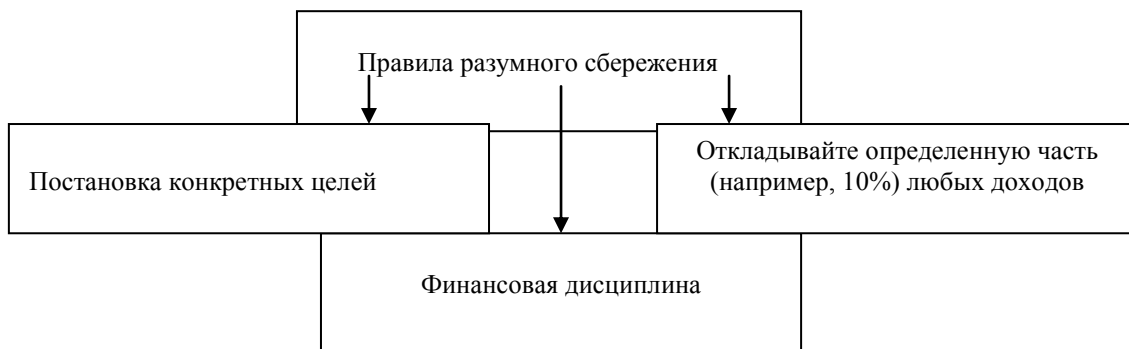 Правила разумного сбережения
Постановка конкретных целей
Откладывайте определенную часть
(например, 10%) любых доходов
Финансовая дисциплина